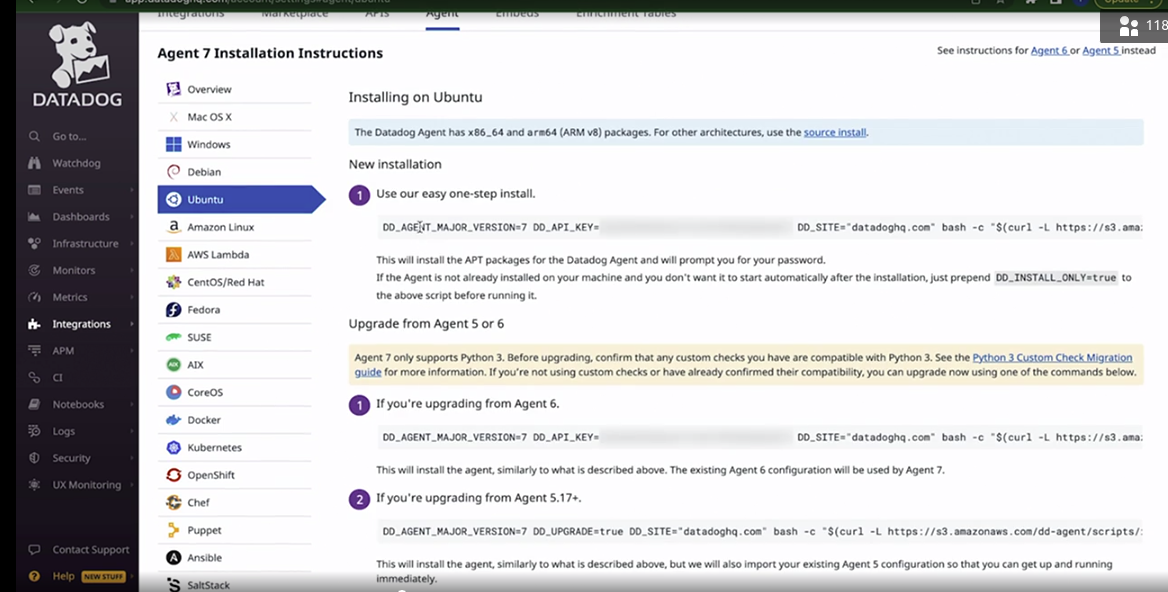 Update
118
Integrations Marketplace APIs Agent Embeds Enrichment Tables
DATADOG
Go to...
Watchdog
Events
Dashboards
Infrastructure
Monitors
Metrics
Integrations
APM
CI
Notebooks
Logs
Security
UX Monitoring
Contact Support
Help NEW STUFF
Agent 7 Installation Instructions
See instructions for Agent 6 or Agent 5 instead
Overview
Mac OS X
Windows
Debian
Ubuntu
Amazon Linux
AWS Lambda
CentOS/Red Hat
Fedora
SUSE
AIX
CoreOS
Docker
Kubernetes
OpenShift
Chef
Puppet
Ansible
SaltStack
Installing on Ubuntu
The Datadog Agent has x86_64 and arm64 (ARM v8) packages. For other architectures, use the source install.
New installation
1 Use our easy one-step install.
DD_AGENT_MAJOR_VERSION=7 DD_API_KEY= DD_SITE="datadoghq.com" bash -c "$(curl -L https://s3.ama
This will install the APT packages for the Datadog Agent and will prompt you for your password.
If the Agent is not already installed on your machine and you don't want it to start automatically after the installation, just prepend DD_INSTALL_ONLY=true to
the above script before running it.
Upgrade from Agent 5 or 6
Agent 7 only supports Python 3. Before upgrading, confirm that any custom checks you have are compatible with Python 3. See the Python 3 Custom Check Migration
guide for more information. If you're not using custom checks or have already confirmed their compatibility, you can upgrade now using one of the commands below.
1 If you're upgrading from Agent 6.
DD_AGENT_MAJOR_VERSION=7 DD_API_KEY= DD_SITE="datadoghq.com" bash -c "$(curl -L https://s3.ama
This will install the agent, similarly to what is described above. The existing Agent 6 configuration will be used by Agent 7.
2 If you're upgrading from Agent 5.17+.
DD_AGENT_MAJOR_VERSION=7 DD_UPGRADE=true DD_SITE="datadoghq.com" bash -c "$(curl -L https://s3.amazonaws.com/dd-agent/scripts/
This will install the agent, similarly to what is described above, but we will also import your existing Agent 5 configuration so that you can get up and running
immediately.